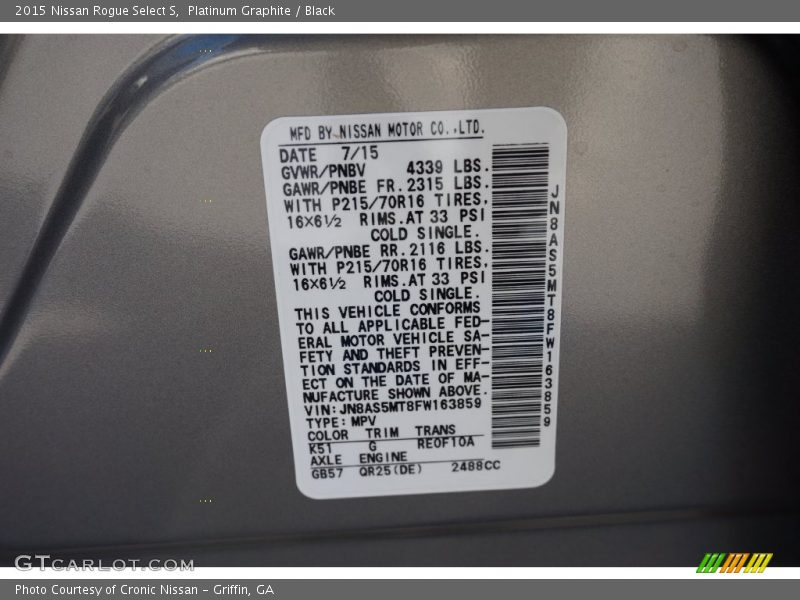 2015 Nissan Rogue Select S, Platinum Graphite / Black
MFD BY NISSAN MOTOR CO.,LTD.
DATE 7/15
GVWR/PNBV 4339 LBS.
GAWR/PNBE FR. 2315 LBS.
WITH P215/70R16 TIRES,
16×6½ RIMS. AT 33 PSI
COLD SINGLE.
GAWR/PNBE RR. 2116 LBS.
WITH P215/70R16 TIRES,
16×6½ RIMS. AT 33 PSI
COLD SINGLE.
THIS VEHICLE CONFORMS
TO ALL APPLICABLE FED-
ERAL MOTOR VEHICLE SA-
FETY AND THEFT PREVEN-
TION STANDARDS IN EFF-
ECT ON THE DATE OF MA-
NUFACTURE SHOWN ABOVE.
VIN:JN8AS5MT8FW163859
TYPE: MPV
COLOR TRIM TRANS
K51 G RE0F10A
AXLE ENGINE
GB57 QR25(DE) 2488CC
JN8AS5MT8FW163859
GTCARLOT.COM
Photo Courtesy of Cronic Nissan – Griffin, GA